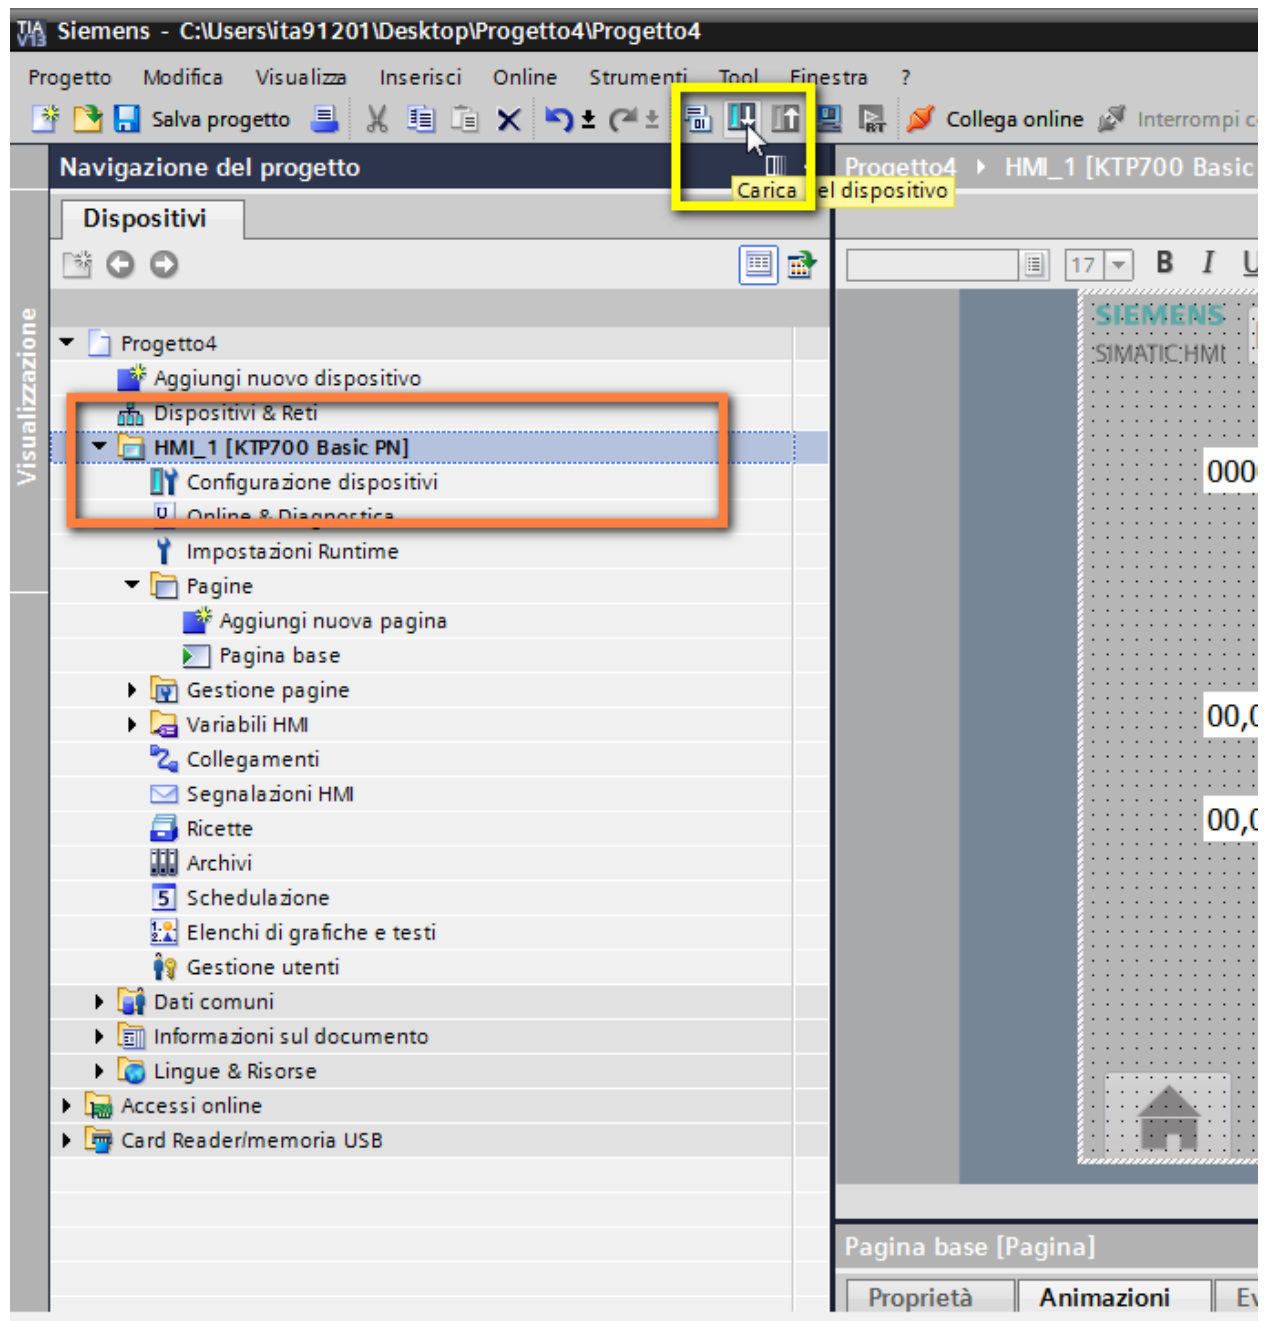 TIA V13 Siemens - C:\Users\ita91201\Desktop\Progetto4\Progetto4
Progetto Modifica Visualizza Inserisci Online Strumenti Tool Finestra ?
Salva progetto RT Collega online Interrompi c
Navigazione del progetto
Progetto4 HMI_1 [KTP700 Basic
Carica el dispositivo
Dispositivi
17 B I U
Visualizzazione
SIEMENS
SIMATIC HMI
Progetto4
Aggiungi nuovo dispositivo
Dispositivi & Reti
HMI_1 [KTP700 Basic PN]
000
Configurazione dispositivi
Online & Diagnostica
Impostazioni Runtime
Pagine
Aggiungi nuova pagina
Pagina base
Gestione pagine
Variabili HMI
00,0
Collegamenti
Segnalazioni HMI
Ricette
00,0
Archivi
Schedulazione
Elenchi di grafiche e testi
Gestione utenti
Dati comuni
Informazioni sul documento
Lingue & Risorse
Accessi online
Card Reader/memoria USB
Pagina base [Pagina]
Proprietà Animazioni Ev